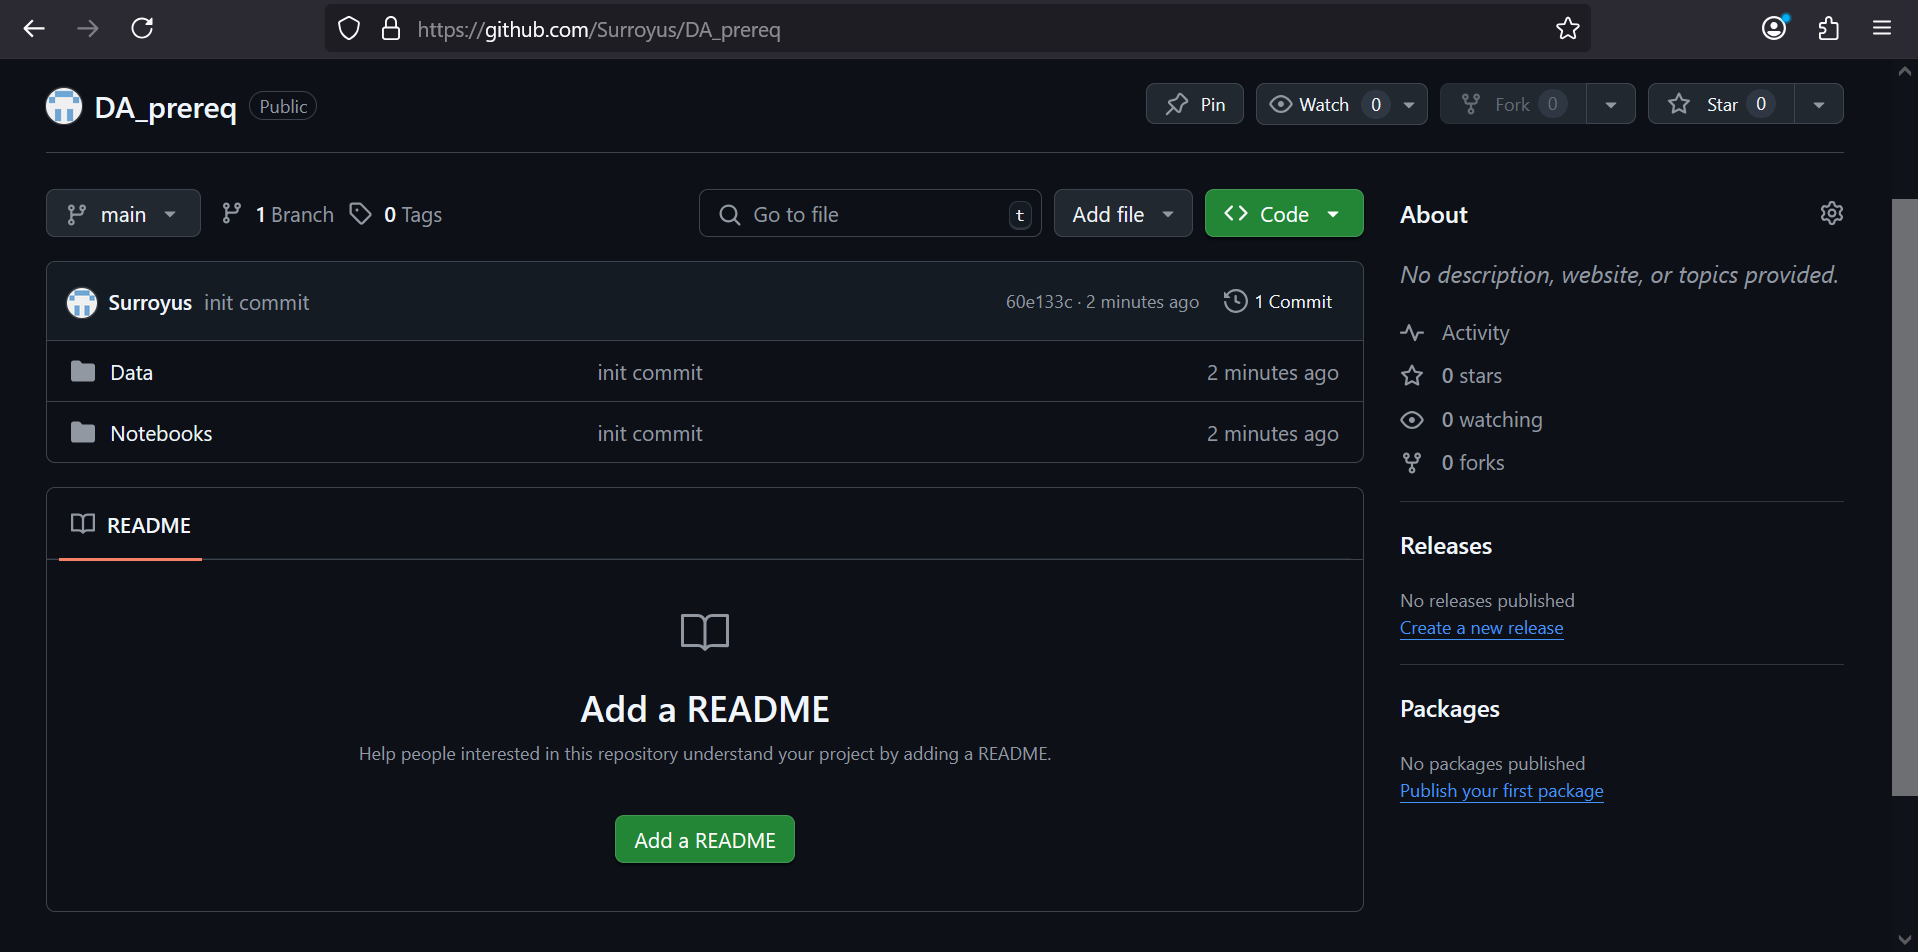 https://github.com/Surroyus/DA_prereq
DA_prereq Public
Pin
Watch 0
Fork 0
Star 0
main
1 Branch
0 Tags
Go to file t
Add file
Code
Surroyus init commit 60e133c · 2 minutes ago 1 Commit
Data init commit 2 minutes ago
Notebooks init commit 2 minutes ago
README
Add a README
Help people interested in this repository understand your project by adding a README.
Add a README
About
No description, website, or topics provided.
Activity
0 stars
0 watching
0 forks
Releases
No releases published
Create a new release
Packages
No packages published
Publish your first package